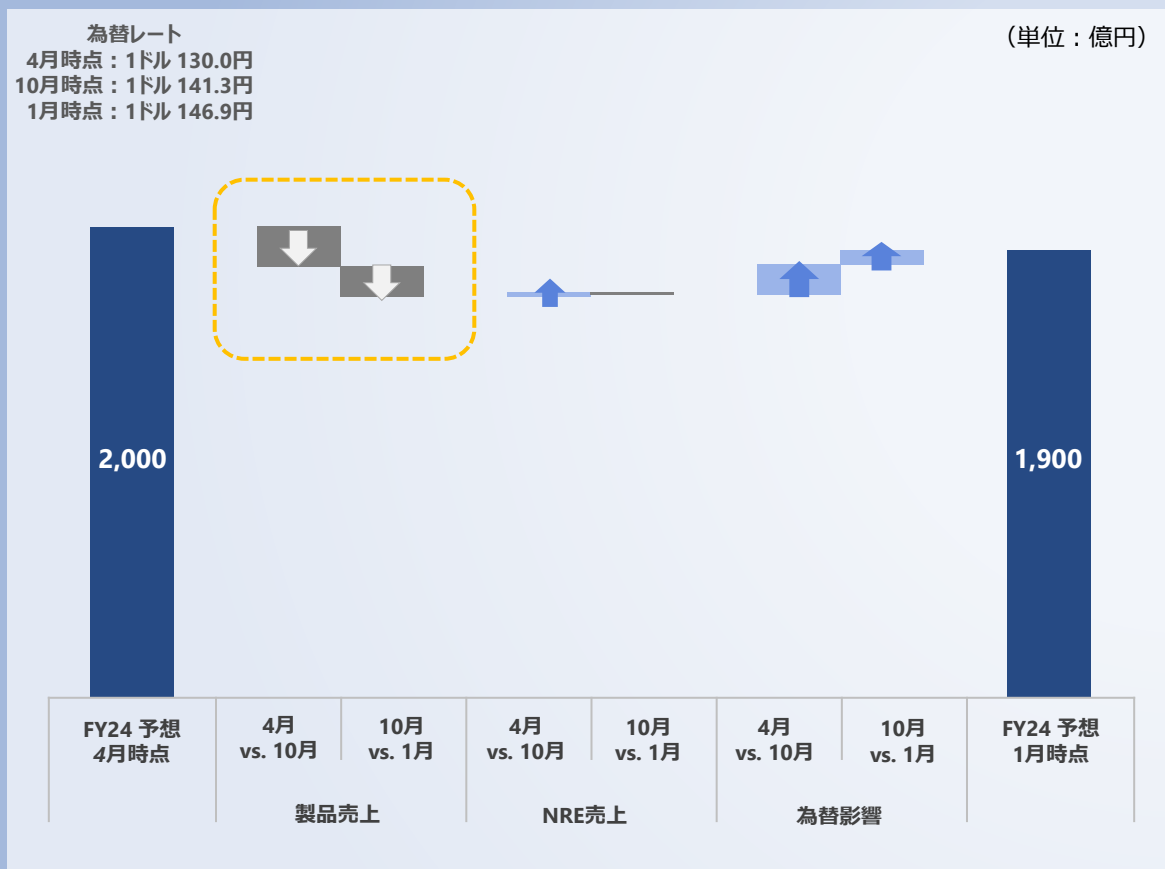 為替レート
4月時点：1ドル 130.0円
10月時点：1ドル 141.3円
1月時点：1ドル 146.9円
（単位：億円）
2,000
1,900
FY24 予想
4月時点
4月
vs. 10月
10月
vs. 1月
4月
vs. 10月
10月
vs. 1月
4月
vs. 10月
10月
vs. 1月
FY24 予想
1月時点
製品売上
NRE売上
為替影響